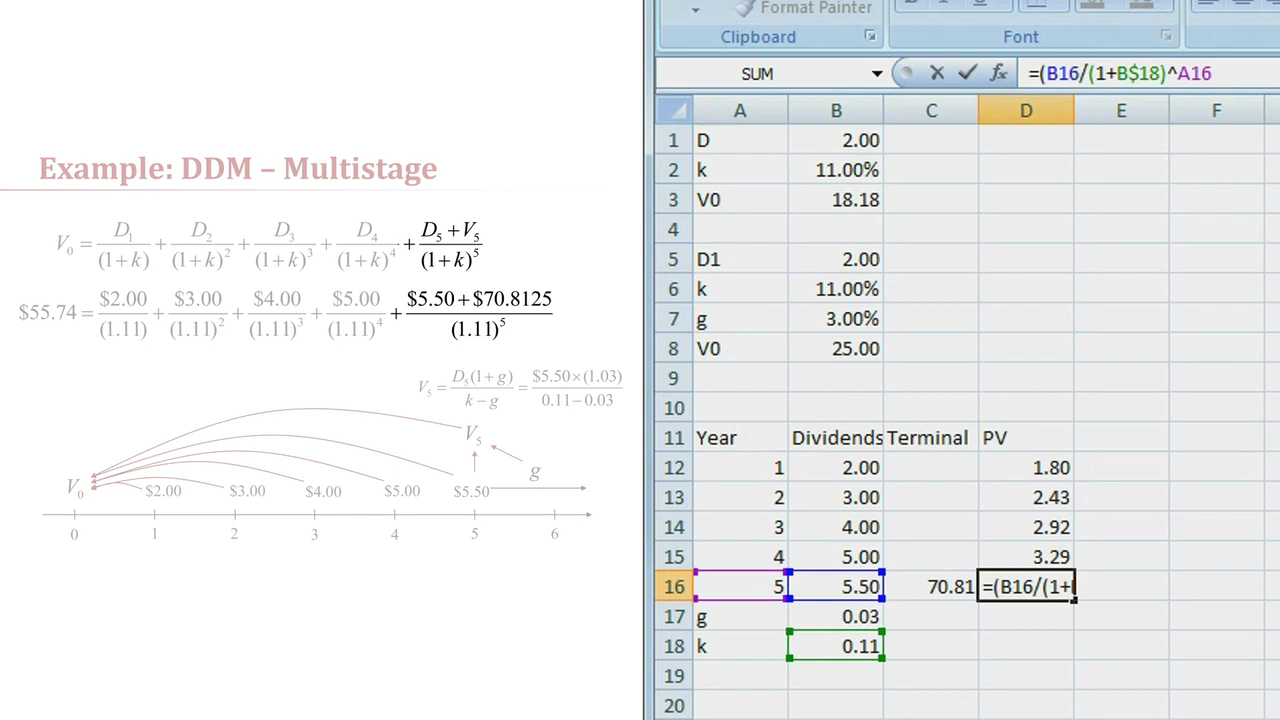 Example: DDM – Multistage
V0 = D1/(1+k) + D2/(1+k)^2 + D3/(1+k)^3 + D4/(1+k)^4 + D5+V5/(1+k)^5
$55.74 = $2.00/(1.11) + $3.00/(1.11)^2 + $4.00/(1.11)^3 + $5.00/(1.11)^4 + $5.50+$70.8125/(1.11)^5
V5 = D5(1+g)/k−g = $5.50×(1.03)/0.11−0.03
V5
g
V0 $2.00 $3.00 $4.00 $5.00 $5.50
0 1 2 3 4 5 6
Format Painter
Clipboard Font
SUM =(B16/(1+B$18)^A16
A B C D E F
1 D 2.00
2 k 11.00%
3 V0 18.18
4
5 D1 2.00
6 k 11.00%
7 g 3.00%
8 V0 25.00
9
10
11 Year Dividends Terminal PV
12 1 2.00 1.80
13 2 3.00 2.43
14 3 4.00 2.92
15 4 5.00 3.29
16 5 5.50 70.81 =(B16/(1+
17 g 0.03
18 k 0.11
19
20